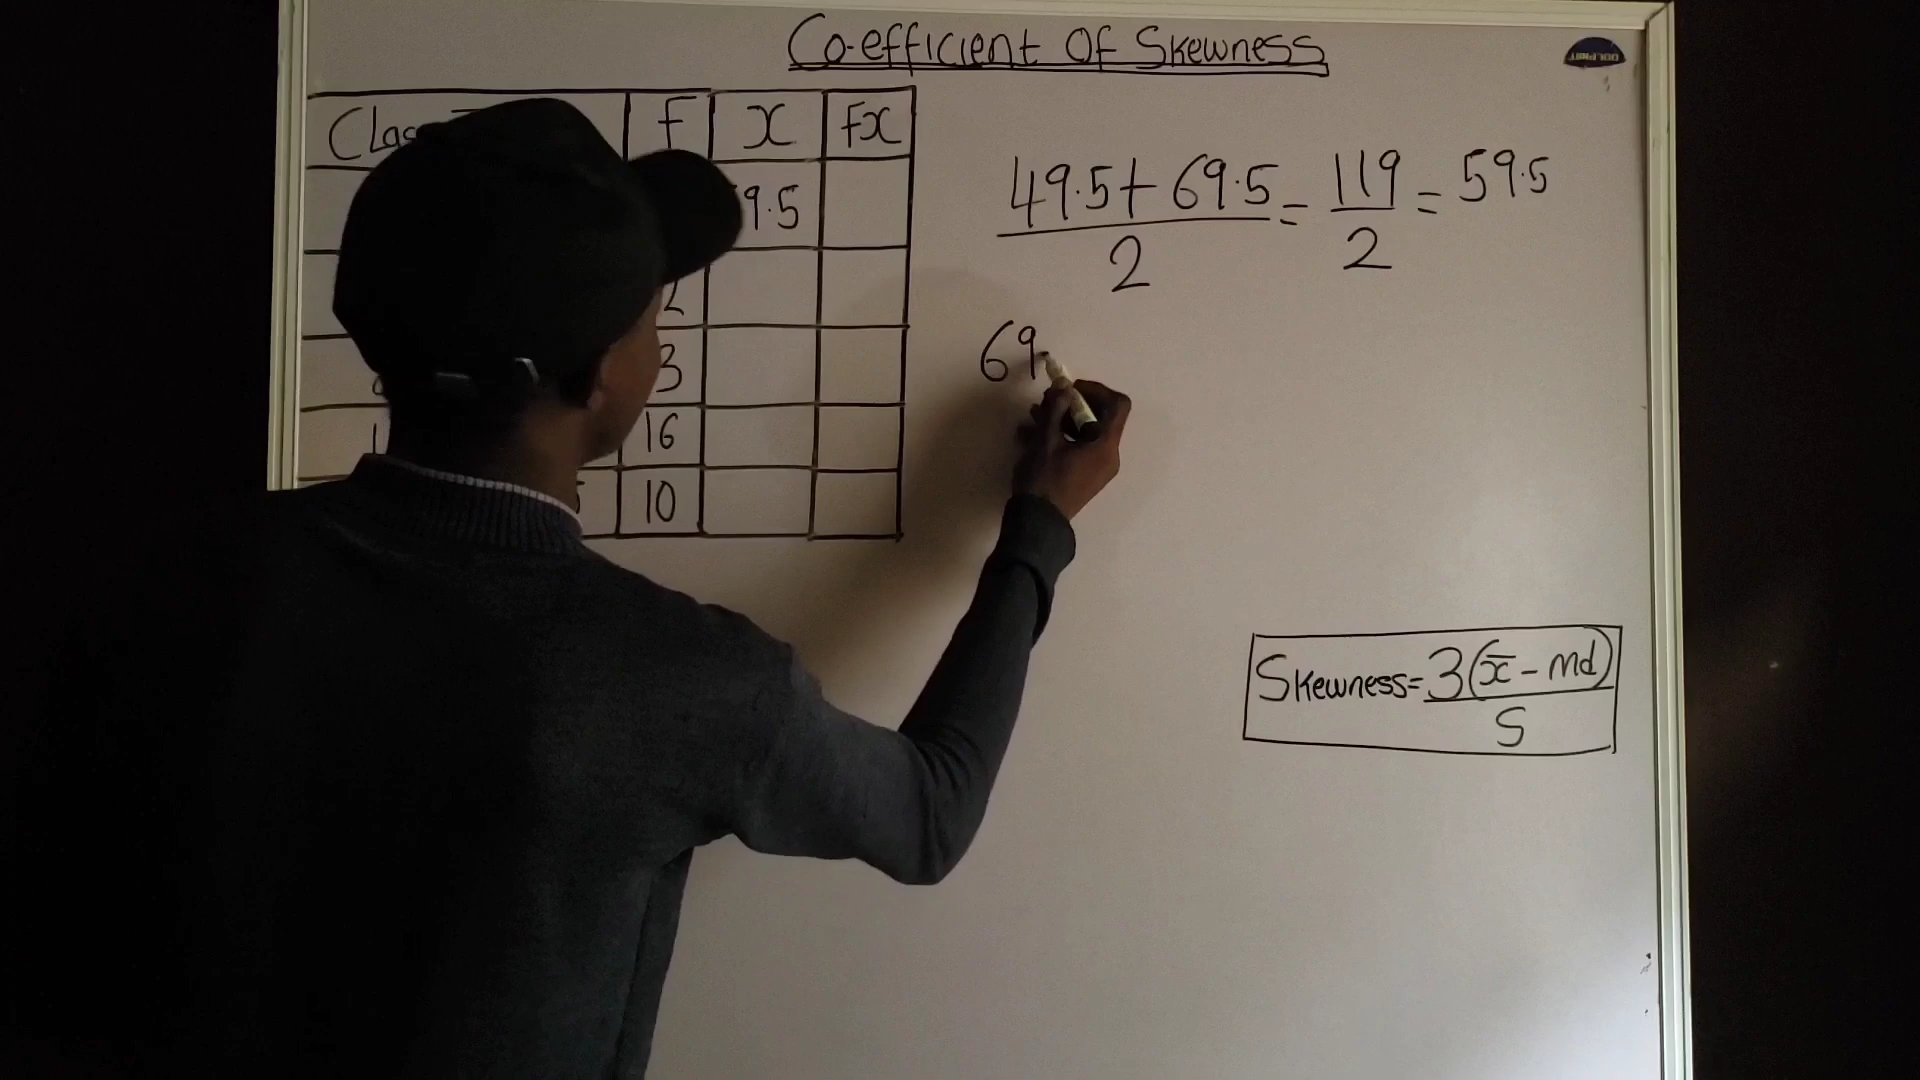 Co-efficient Of Skewness
F x Fx
9.5
2
3
16
10
49.5 + 69.5 = 119 = 59.5
2 2
69.
Skewness = 3(x̄ - md)
S